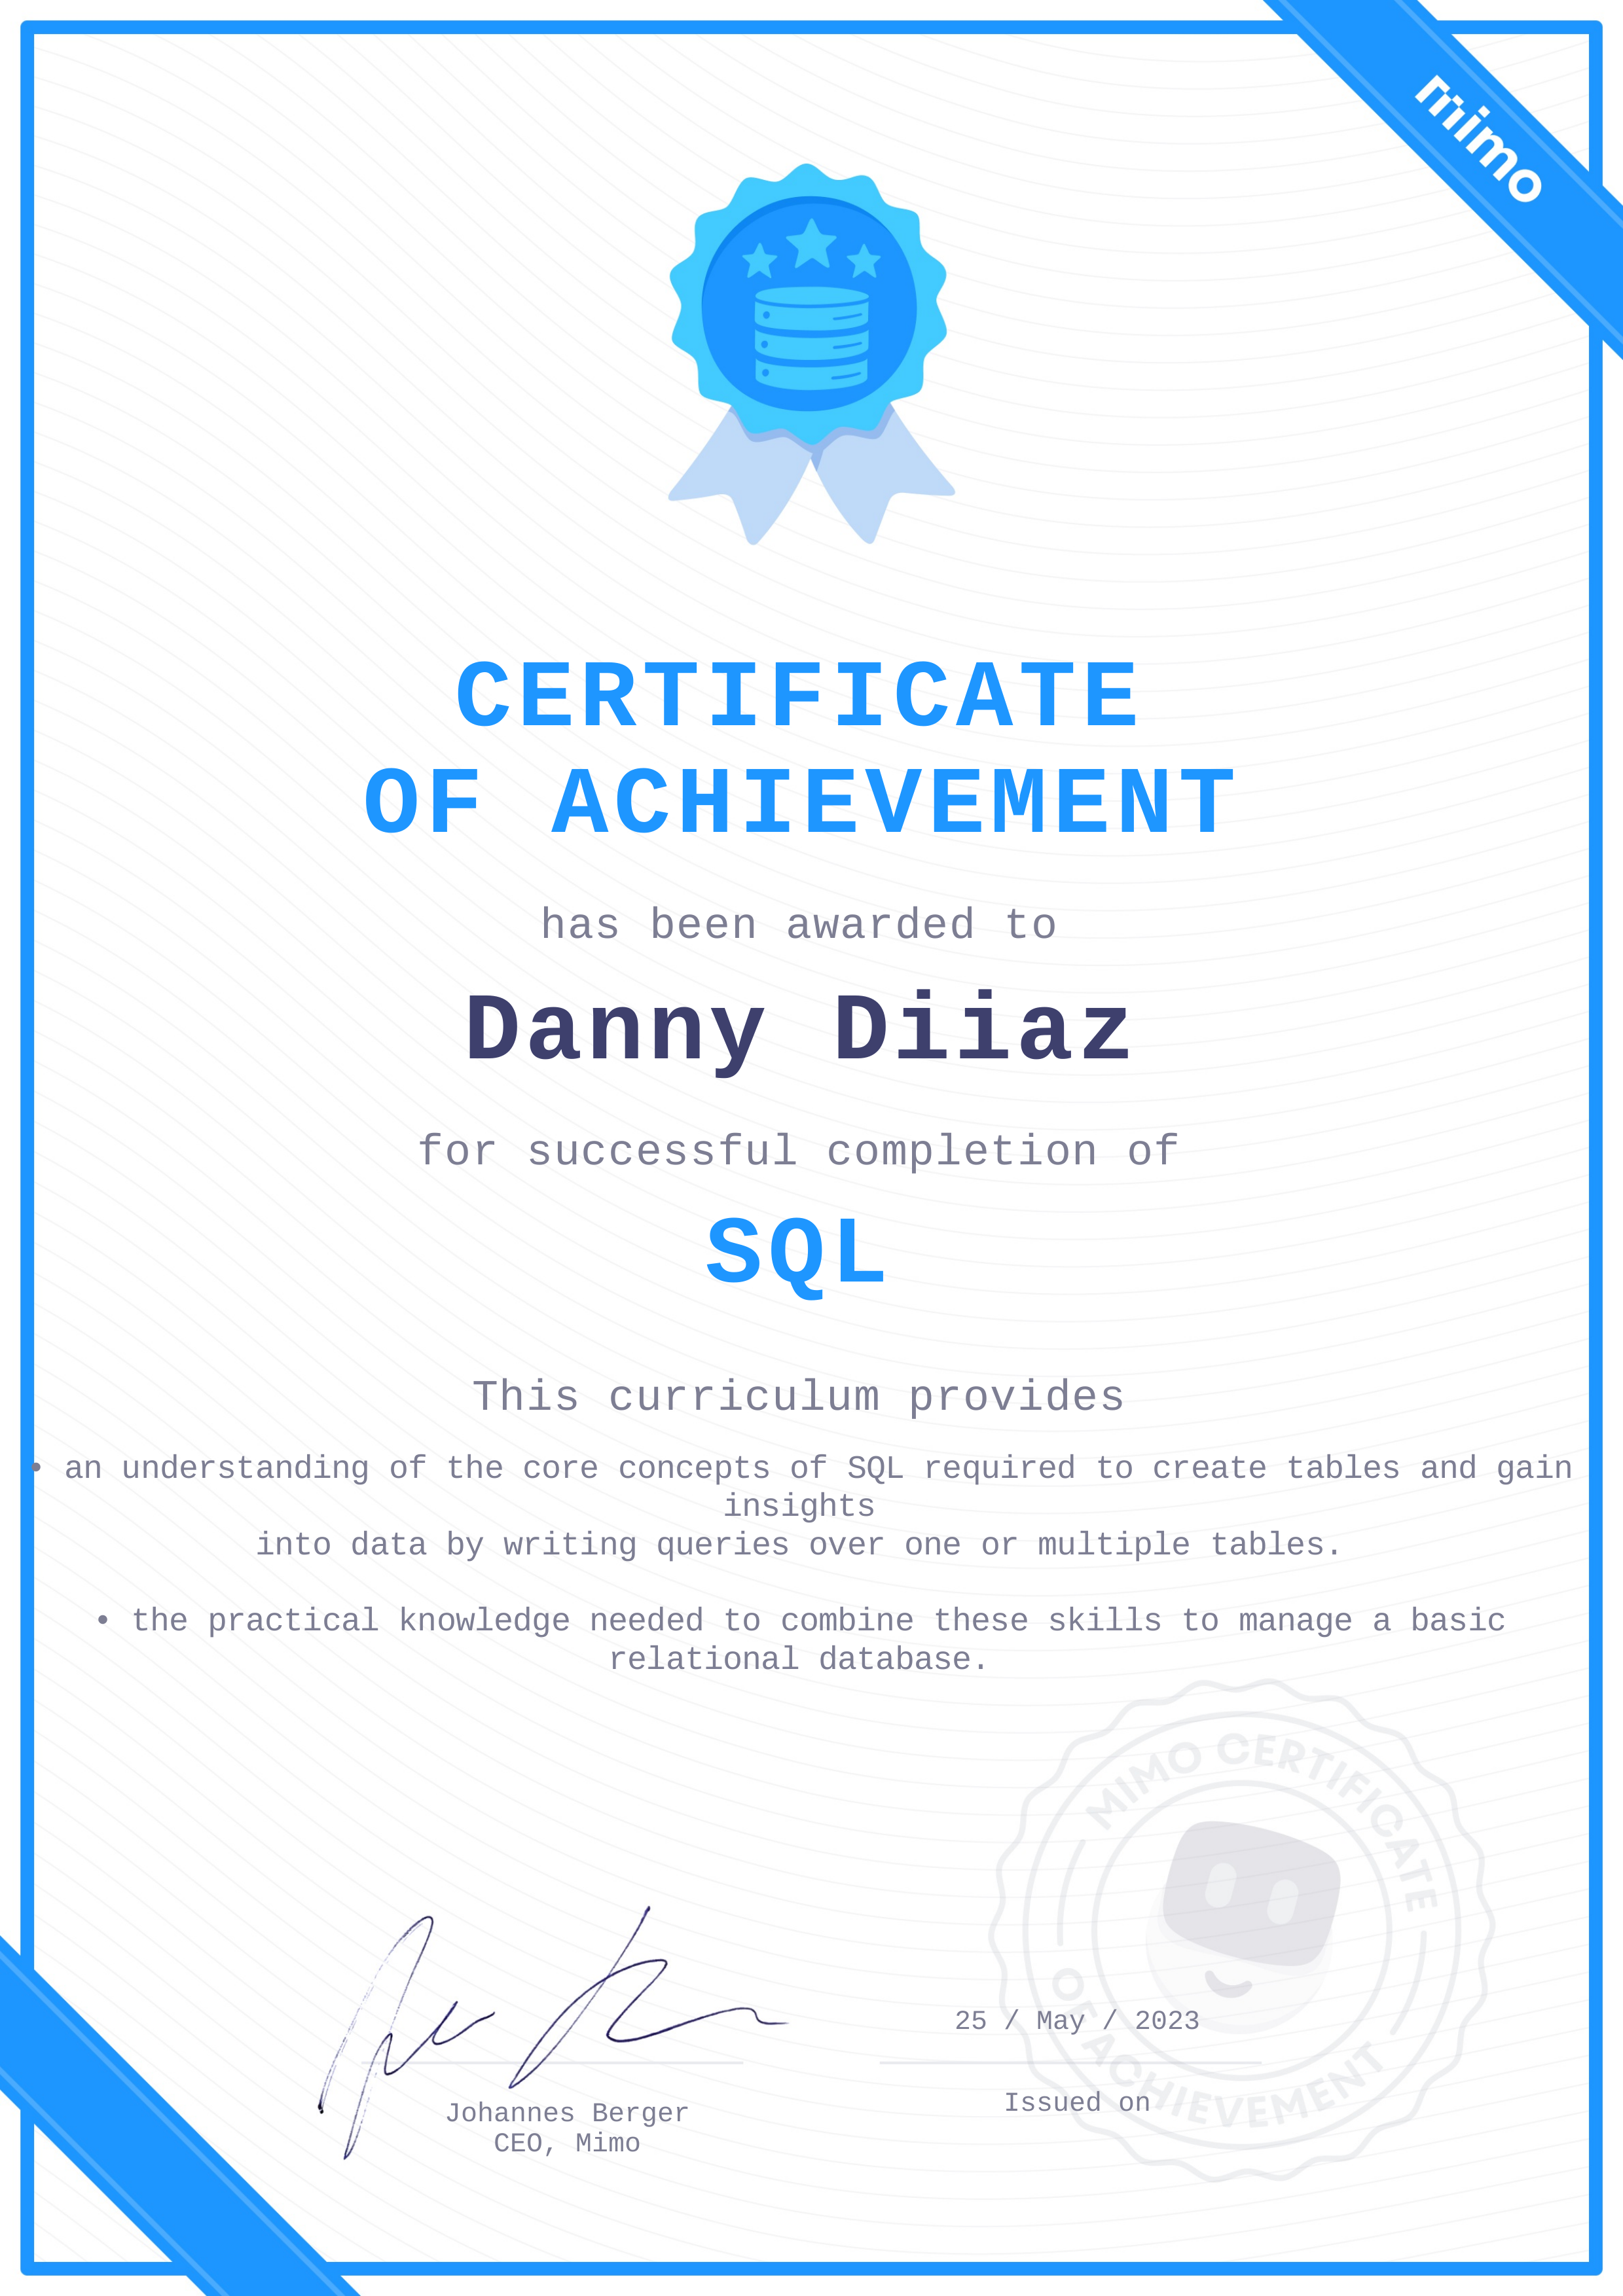 mimo
CERTIFICATE
OF ACHIEVEMENT
has been awarded to
Danny Diiaz
for successful completion of
SQL
This curriculum provides
• an understanding of the core concepts of SQL required to create tables and gain
insights
into data by writing queries over one or multiple tables.
• the practical knowledge needed to combine these skills to manage a basic
relational database.
MIMO CERTIFICATE
OF ACHIEVEMENT
25 / May / 2023
Issued on
Johannes Berger
CEO, Mimo